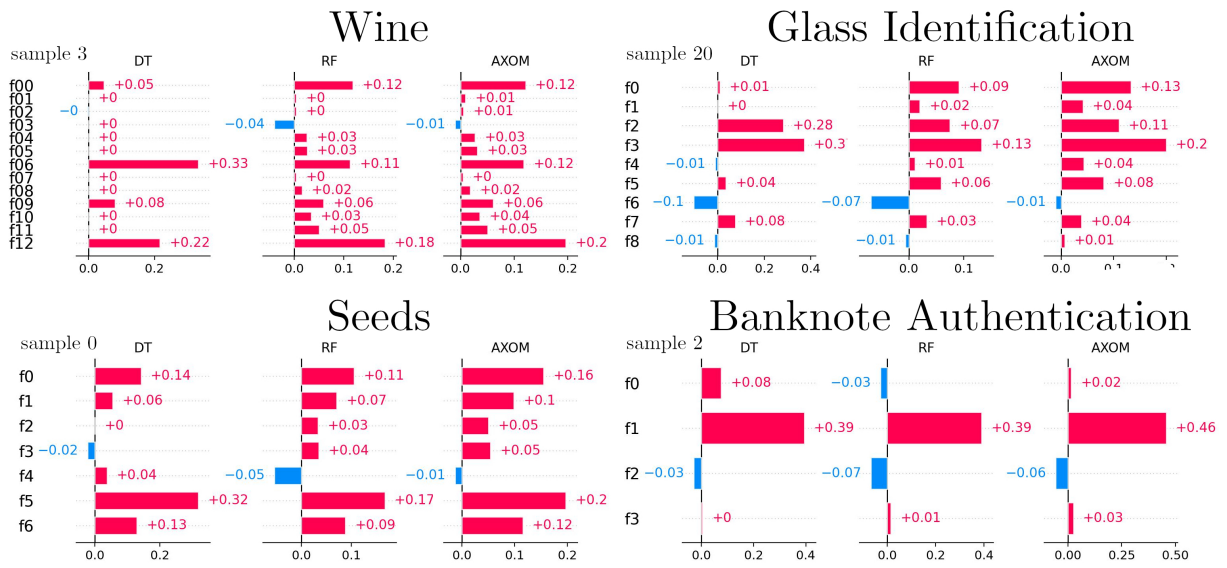 Wine
sample 3
DT RF AXOM
f00 +0.05 +0.12 +0.12
f01 +0 +0 +0.01
f02 −0 +0 +0.01
f03 +0 −0.04 −0.01
f04 +0 +0.03 +0.03
f05 +0 +0.03 +0.03
f06 +0.33 +0.11 +0.12
f07 +0 +0 +0
f08 +0 +0.02 +0.02
f09 +0.08 +0.06 +0.06
f10 +0 +0.03 +0.04
f11 +0 +0.05 +0.05
f12 +0.22 +0.18 +0.2
0.0 0.2 0.0 0.1 0.2 0.0 0.1 0.2
Glass Identification
sample 20
DT RF AXOM
f0 +0.01 +0.09 +0.13
f1 +0 +0.02 +0.04
f2 +0.28 +0.07 +0.11
f3 +0.3 +0.13 +0.2
f4 −0.01 +0.01 +0.04
f5 +0.04 +0.06 +0.08
f6 −0.1 −0.07 −0.01
f7 +0.08 +0.03 +0.04
f8 −0.01 −0.01 +0.01
0.0 0.2 0.4 0.0 0.1 0.0
Seeds
sample 0
DT RF AXOM
f0 +0.14 +0.11 +0.16
f1 +0.06 +0.07 +0.1
f2 +0 +0.03 +0.05
f3 −0.02 +0.04 +0.05
f4 +0.04 −0.05 −0.01
f5 +0.32 +0.17 +0.2
f6 +0.13 +0.09 +0.12
0.0 0.2 0.0 0.1 0.0 0.1 0.2
Banknote Authentication
sample 2
DT RF AXOM
f0 +0.08 −0.03 +0.02
f1 +0.39 +0.39 +0.46
f2 −0.03 −0.07 −0.06
f3 +0 +0.01 +0.03
0.0 0.2 0.4 0.0 0.2 0.4 0.00 0.25 0.50